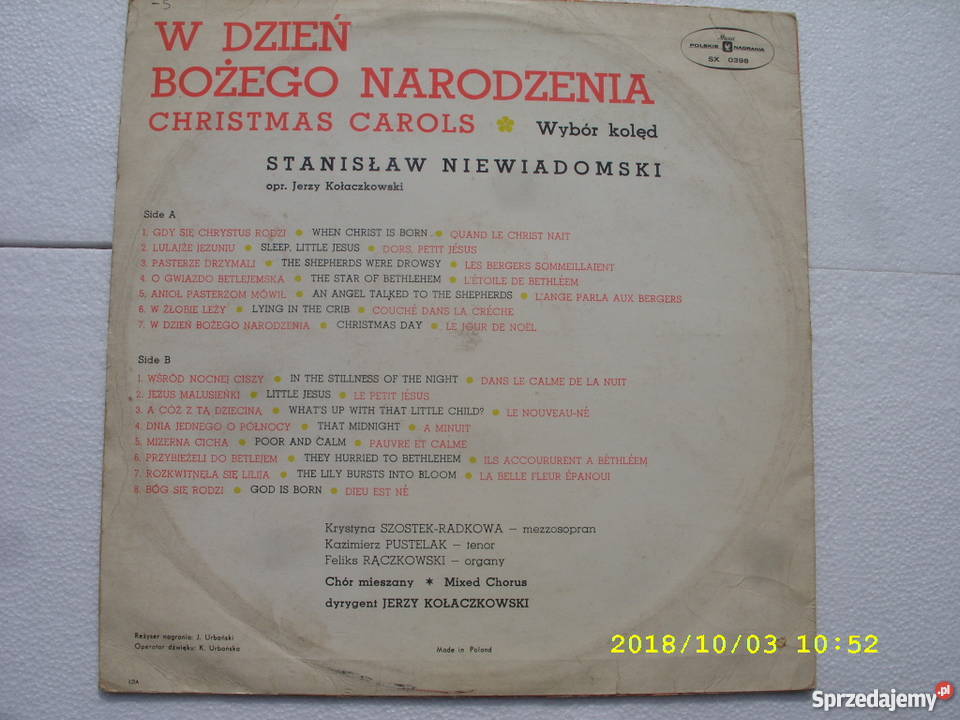 -5
W DZIEŃ
BOŻEGO NARODZENIA
CHRISTMAS CAROLS Wybór kolęd
Muza
POLSKIE NAGRANIA
SX 0398
STANISŁAW NIEWIADOMSKI
opr. Jerzy Kołaczkowski
Side A
1. GDY SIĘ CHRYSTUS RODZI ● WHEN CHRIST IS BORN ● QUAND LE CHRIST NAIT
2. LULAJŻE JEZUNIU ● SLEEP, LITTLE JESUS ● DORS, PETIT JÉSUS
3. PASTERZE DRZYMALI ● THE SHEPHERDS WERE DROWSY ● LES BERGERS SOMMEILLAIENT
4. O GWIAZDO BETLEJEMSKA ● THE STAR OF BETHLEHEM ● L'ÉTOILE DE BETHLÉEM
5. ANIOŁ PASTERZOM MÓWIŁ ● AN ANGEL TALKED TO THE SHEPHERDS ● L'ANGE PARLA AUX BERGERS
6. W ŻŁOBIE LEŻY ● LYING IN THE CRIB ● COUCHÉ DANS LA CRÉCHE
7. W DZIEŃ BOŻEGO NARODZENIA ● CHRISTMAS DAY ● LE JOUR DE NOËL
Side B
1. WŚRÓD NOCNEJ CISZY ● IN THE STILLNESS OF THE NIGHT ● DANS LE CALME DE LA NUIT
2. JEZUS MALUSIEŃKI ● LITTLE JESUS ● LE PETIT JÉSUS
3. A CÓŻ Z TĄ DZIECINĄ ● WHAT'S UP WITH THAT LITTLE CHILD? ● LE NOUVEAU-NÉ
4. DNIA JEDNEGO O PÓŁNOCY ● THAT MIDNIGHT ● A MINUIT
5. MIZERNA CICHA ● POOR AND CALM ● PAUVRE ET CALME
6. PRZYBIEŻELI DO BETLEJEM ● THEY HURRIED TO BETHLEHEM ● ILS ACCOURURENT A BÉTHLÉEM
7. ROZKWITNĘŁA SIĘ LILIJA ● THE LILY BURSTS INTO BLOOM ● LA BELLE FLEUR ÉPANOUI
8. BÓG SIĘ RODZI ● GOD IS BORN ● DIEU EST NÉ
Krystyna SZOSTEK-RADKOWA — mezzosopran
Kazimierz PUSTELAK — tenor
Feliks RĄCZKOWSKI — organy
Chór mieszany ✶ Mixed Chorus
dyrygent JERZY KOŁACZKOWSKI
Reżyser nagrania: J. Urbański
Operator dźwięku: K. Urbańska
Made in Poland
2018/10/03 10:52
Sprzedajemy.pl